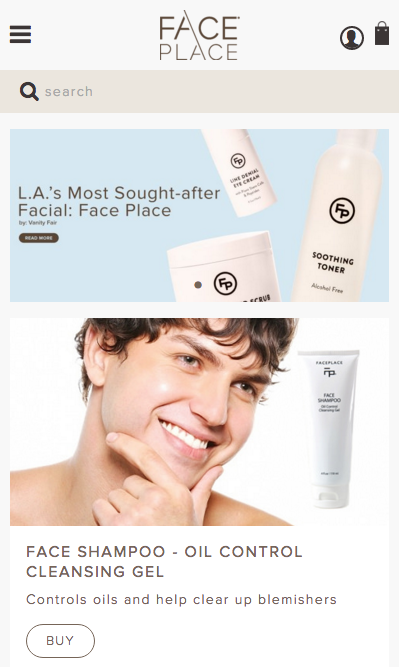 FACE
PLACE
search
L.A.'s Most Sought-after
Facial: Face Place
by: Vanity Fair
READ MORE
FP
LINE DENIAL
EYE CREAM
FP
SOOTHING
TONER
Alcohol Free
FP
SCRUB
FACEPLACE
FP
FACE
SHAMPOO
Oil Control
Cleansing Gel
FACE SHAMPOO - OIL CONTROL
CLEANSING GEL
Controls oils and help clear up blemishers
BUY